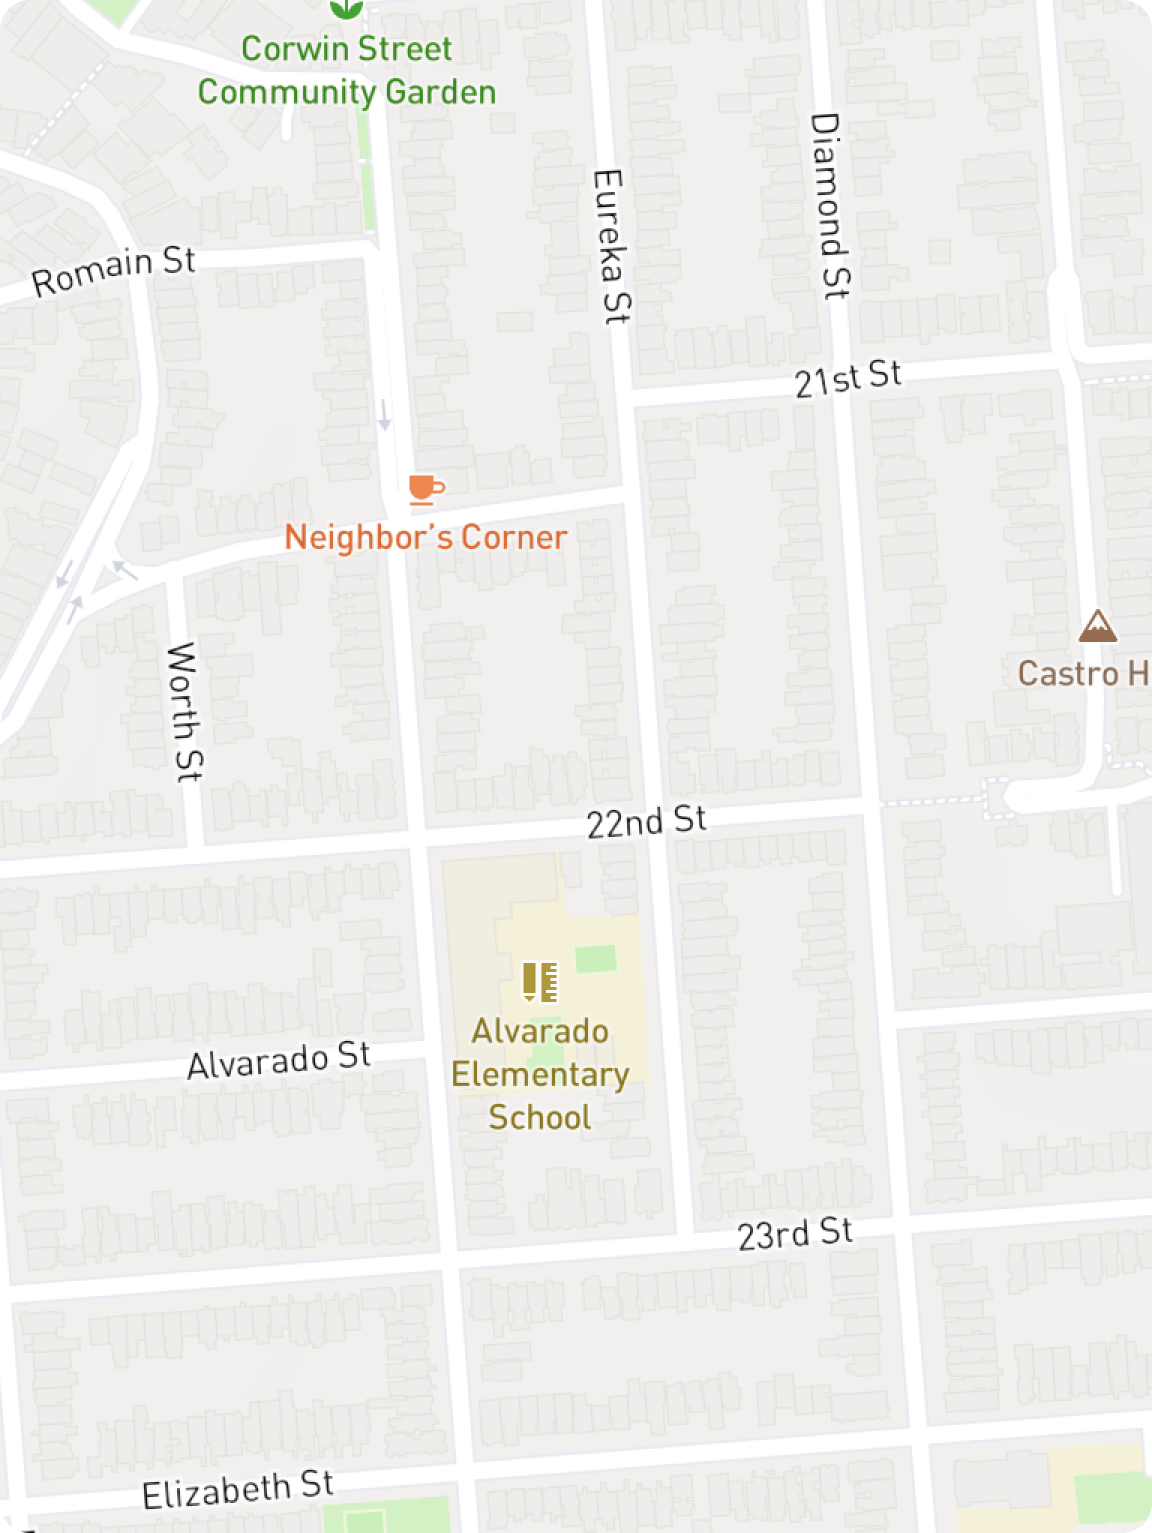 Corwin Street
Community Garden
Diamond St
Eureka St
Romain St
21st St
Neighbor's Corner
Worth St
Castro H
22nd St
Alvarado
Elementary
School
Alvarado St
23rd St
Elizabeth St